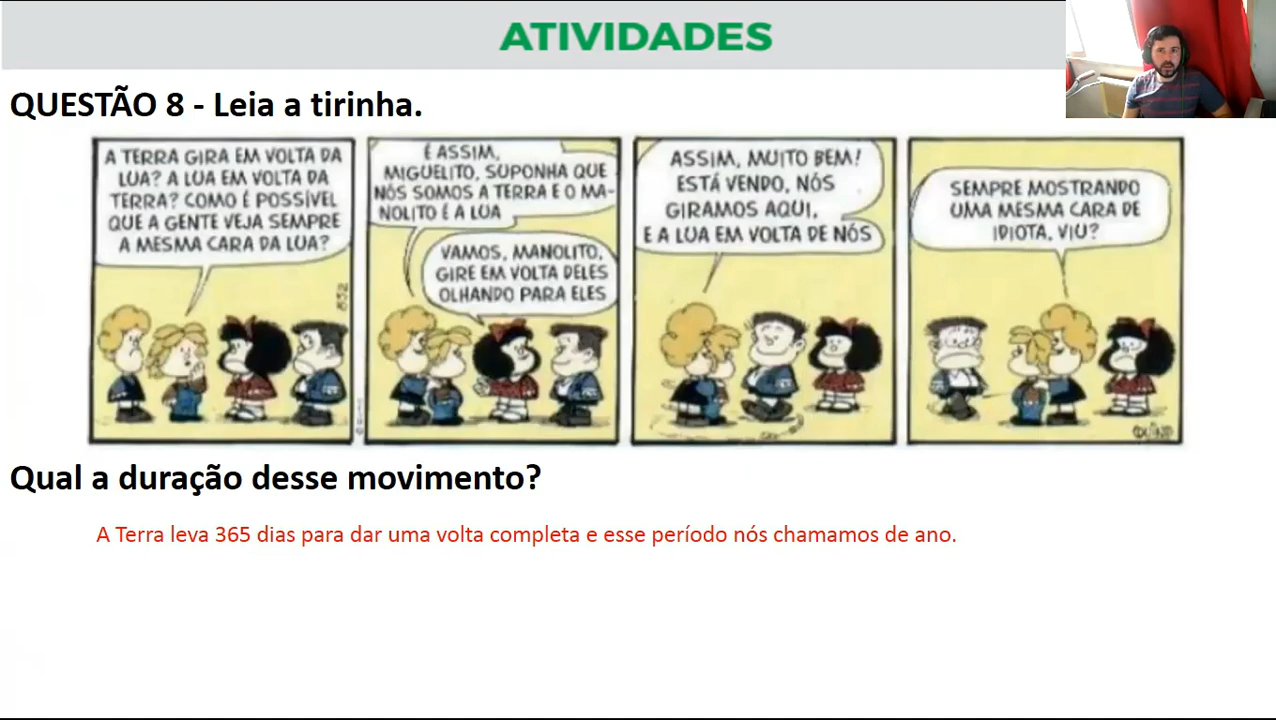 ATIVIDADES
QUESTÃO 8 - Leia a tirinha.
A TERRA GIRA EM VOLTA DA
LUA? A LUA EM VOLTA DA
TERRA? COMO É POSSÍVEL
QUE A GENTE VEJA SEMPRE
A MESMA CARA DA LUA?
É ASSIM,
MIGUELITO, SUPONHA QUE
NÓS SOMOS A TERRA E O MA-
NOLITO É A LUA
VAMOS, MANOLITO,
GIRE EM VOLTA DELES
OLHANDO PARA ELES
ASSIM, MUITO BEM!
ESTÁ VENDO, NÓS
GIRAMOS AQUI,
E A LUA EM VOLTA DE NÓS
SEMPRE MOSTRANDO
UMA MESMA CARA DE
IDIOTA, VIU?
832
QUINO
Qual a duração desse movimento?
A Terra leva 365 dias para dar uma volta completa e esse período nós chamamos de ano.